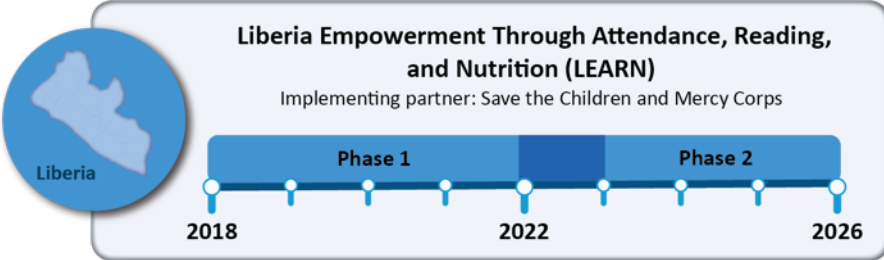 Liberia Empowerment Through Attendance, Reading,
and Nutrition (LEARN)
Implementing partner: Save the Children and Mercy Corps
Phase 1
Phase 2
Liberia
2018
2022
2026